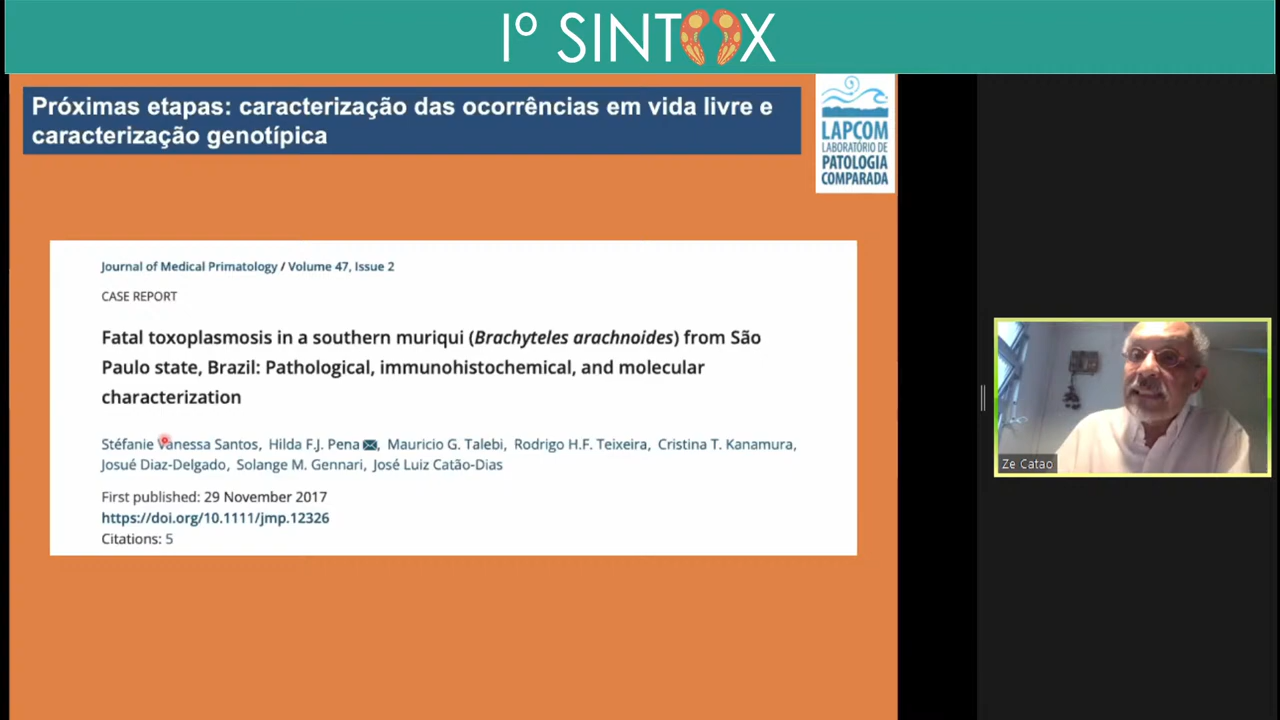 Iº SINTOX
Próximas etapas: caracterização das ocorrências em vida livre e
caracterização genotípica
LAPCOM
LABORATÓRIO DE
PATOLOGIA
COMPARADA
Journal of Medical Primatology / Volume 47, Issue 2
CASE REPORT
Fatal toxoplasmosis in a southern muriqui (Brachyteles arachnoides) from São
Paulo state, Brazil: Pathological, immunohistochemical, and molecular
characterization
Stéfanie Vanessa Santos, Hilda F.J. Pena, Mauricio G. Talebi, Rodrigo H.F. Teixeira, Cristina T. Kanamura,
Josué Diaz-Delgado, Solange M. Gennari, José Luiz Catão-Dias
First published: 29 November 2017
https://doi.org/10.1111/jmp.12326
Citations: 5
Ze Catao